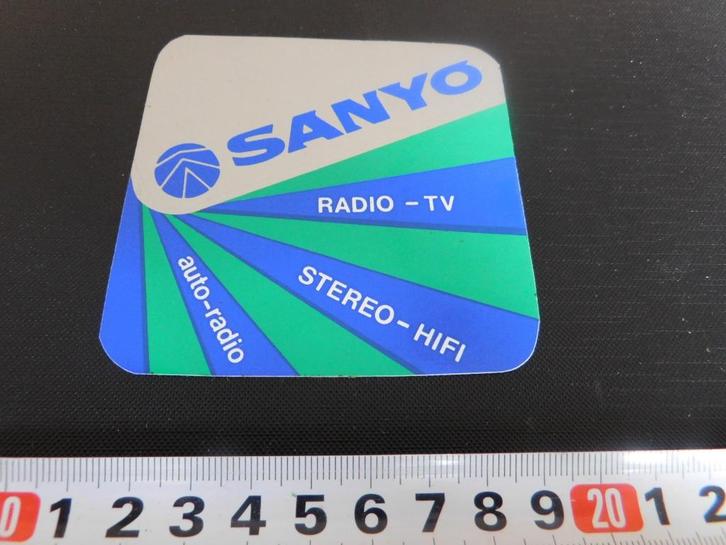 SANYO
RADIO - TV
STEREO - HIFI
auto-radio
0 1 2 3 4 5 6 7 8 9 20 1 2